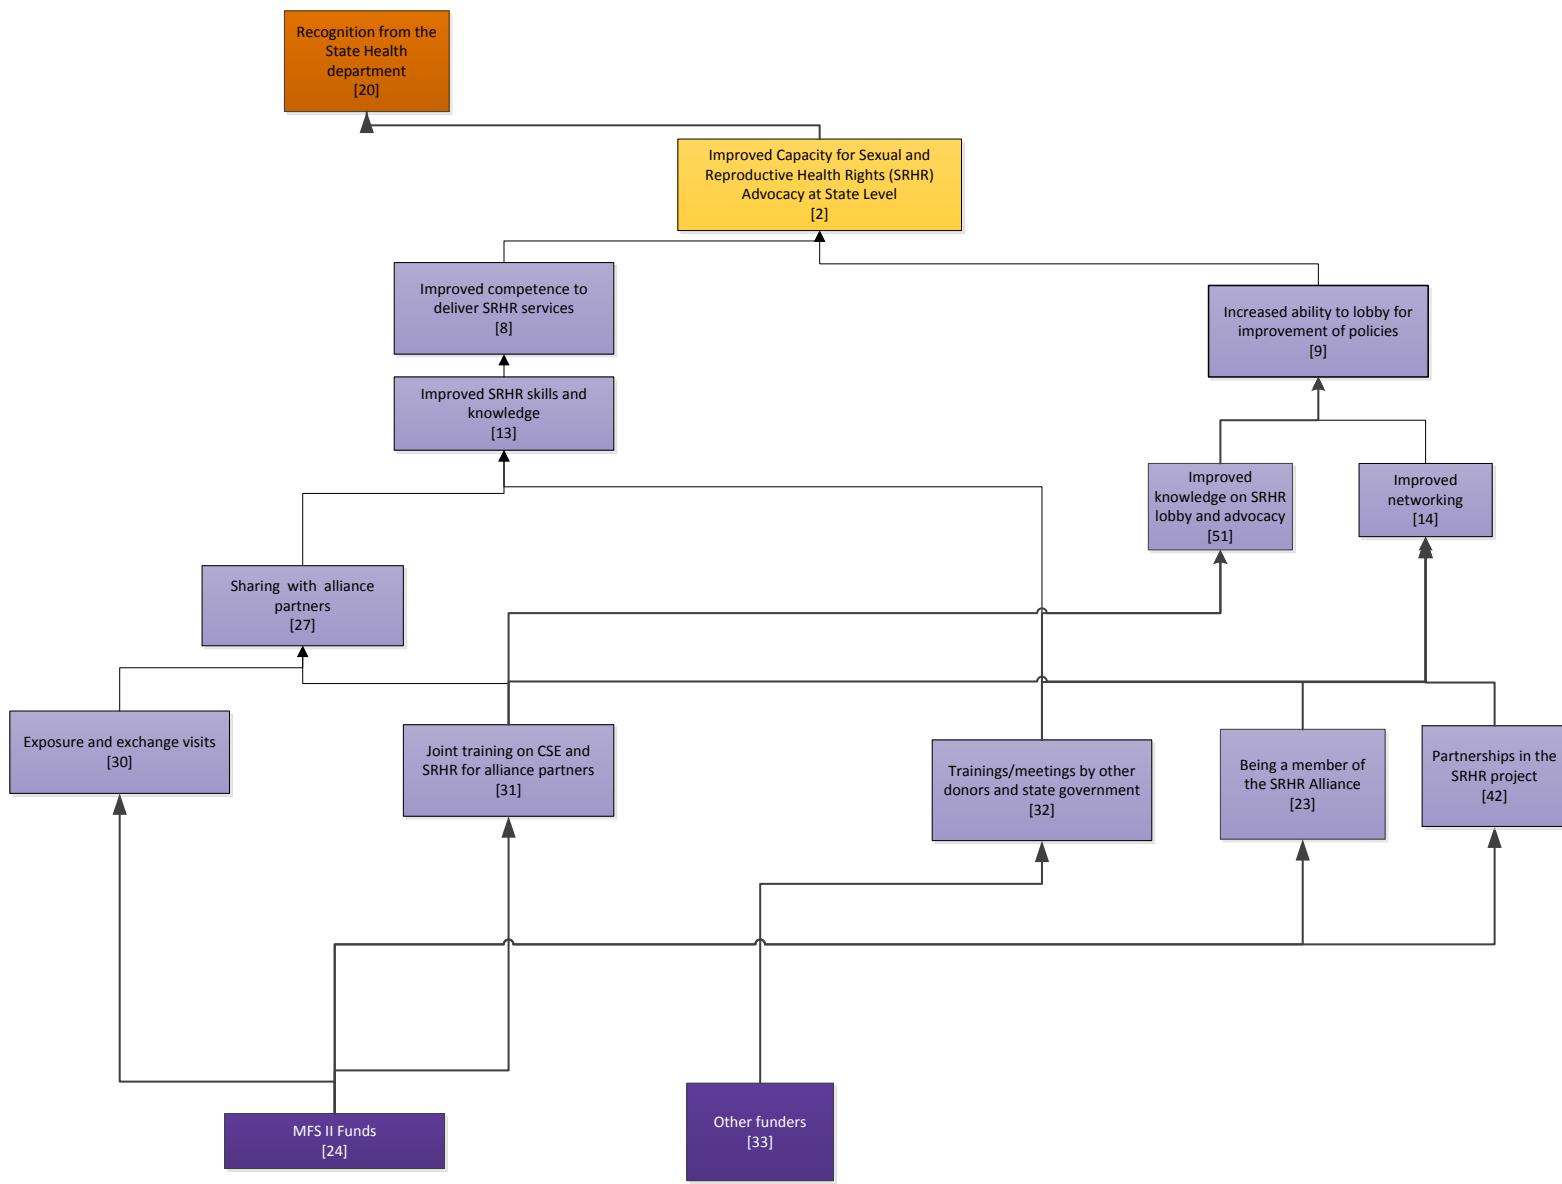 Recognition from the
State Health
department
[20]
Improved Capacity for Sexual and
Reproductive Health Rights (SRHR)
Advocacy at State Level
[2]
Improved competence to
deliver SRHR services
[8]
Increased ability to lobby for
improvement of policies
[9]
Improved SRHR skills and
knowledge
[13]
Improved
knowledge on SRHR
lobby and advocacy
[51]
Improved
networking
[14]
Sharing with alliance
partners
[27]
Exposure and exchange visits
[30]
Joint training on CSE and
SRHR for alliance partners
[31]
Trainings/meetings by other
donors and state government
[32]
Being a member of
the SRHR Alliance
[23]
Partnerships in the
SRHR project
[42]
MFS II Funds
[24]
Other funders
[33]